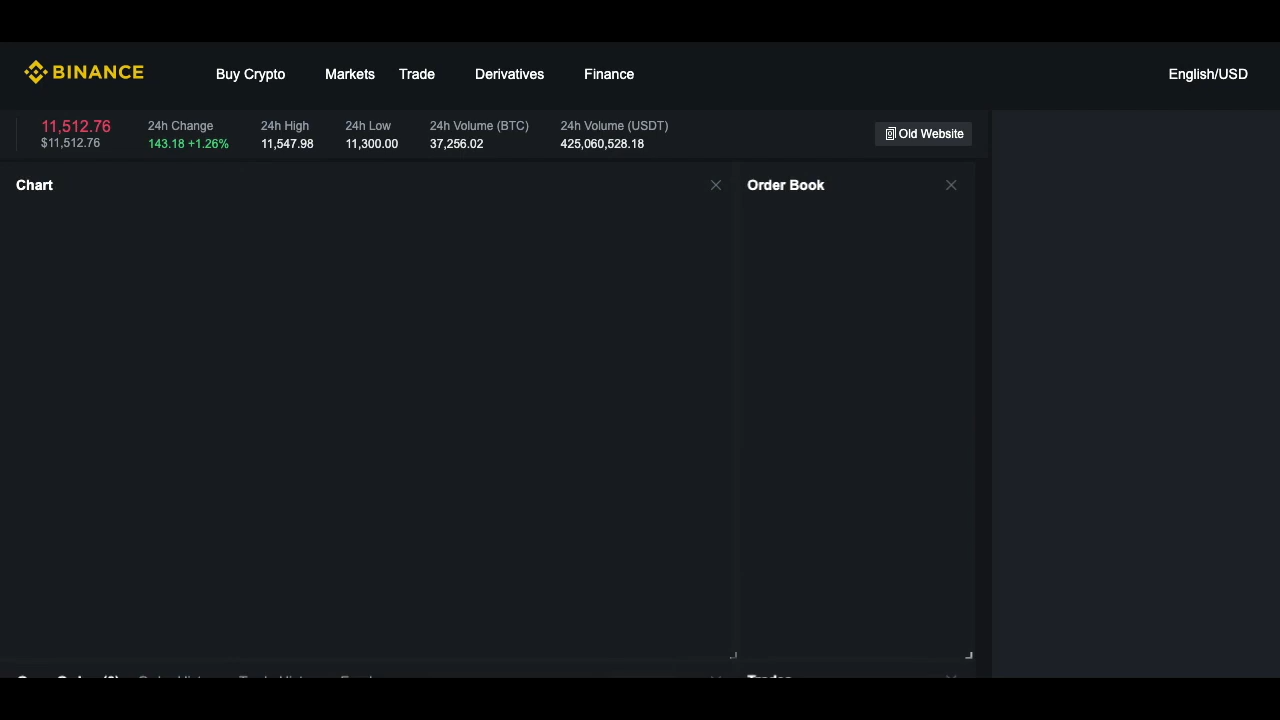 BINANCE
Buy Crypto Markets Trade Derivatives Finance English/USD
11,512.76
$11,512.76
24h Change
143.18 +1.26%
24h High
11,547.98
24h Low
11,300.00
24h Volume (BTC)
37,256.02
24h Volume (USDT)
425,060,528.18
Old Website
Chart
Order Book